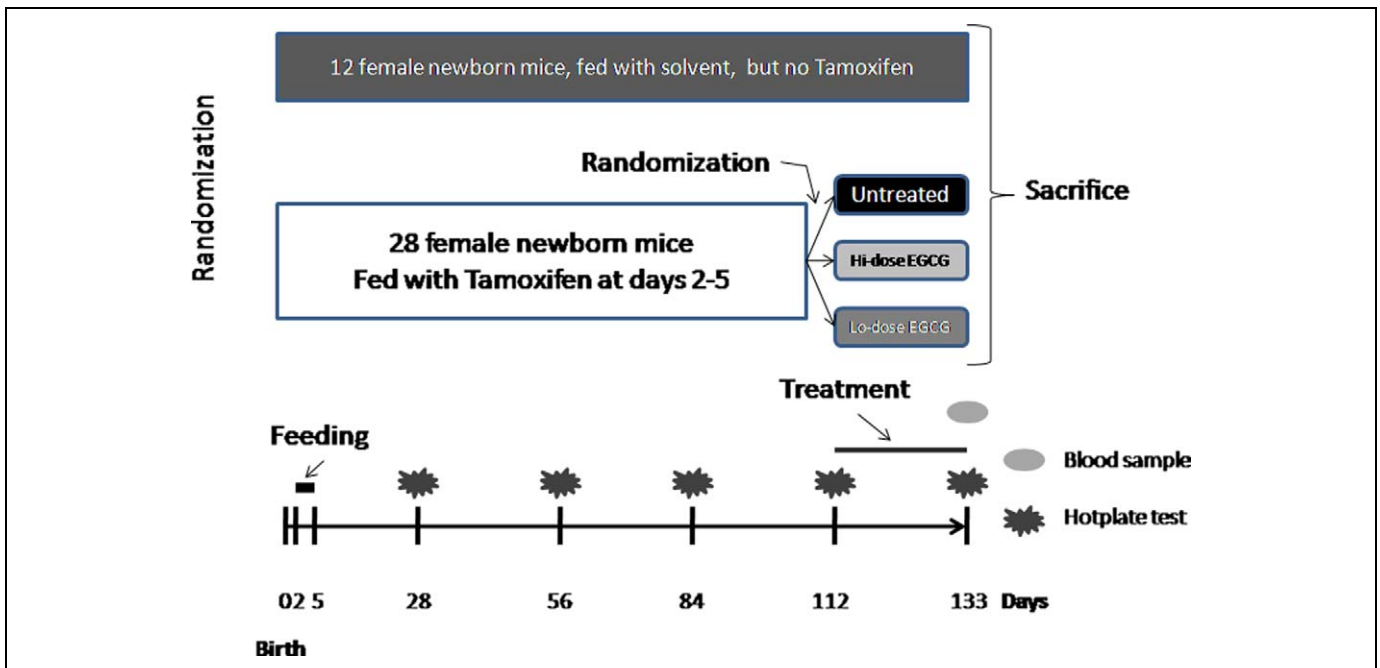 12 female newborn mice, fed with solvent, but no Tamoxifen
Randomization
Randomization
Untreated
Sacrifice
28 female newborn mice
Fed with Tamoxifen at days 2-5
Hi-dose EGCG
Lo-dose EGCG
Treatment
Feeding
Blood sample
Hotplate test
0 2 5 28 56 84 112 133 Days
Birth